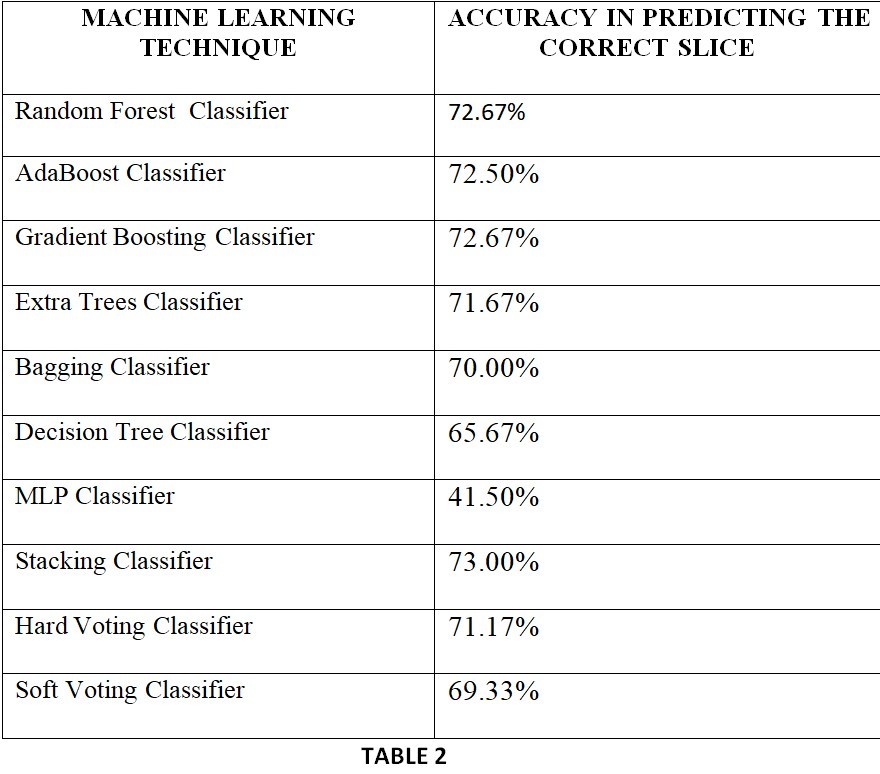 MACHINE LEARNING
TECHNIQUE
ACCURACY IN PREDICTING THE
CORRECT SLICE
Random Forest Classifier
72.67%
AdaBoost Classifier
72.50%
Gradient Boosting Classifier
72.67%
Extra Trees Classifier
71.67%
Bagging Classifier
70.00%
Decision Tree Classifier
65.67%
MLP Classifier
41.50%
Stacking Classifier
73.00%
Hard Voting Classifier
71.17%
Soft Voting Classifier
69.33%
TABLE 2